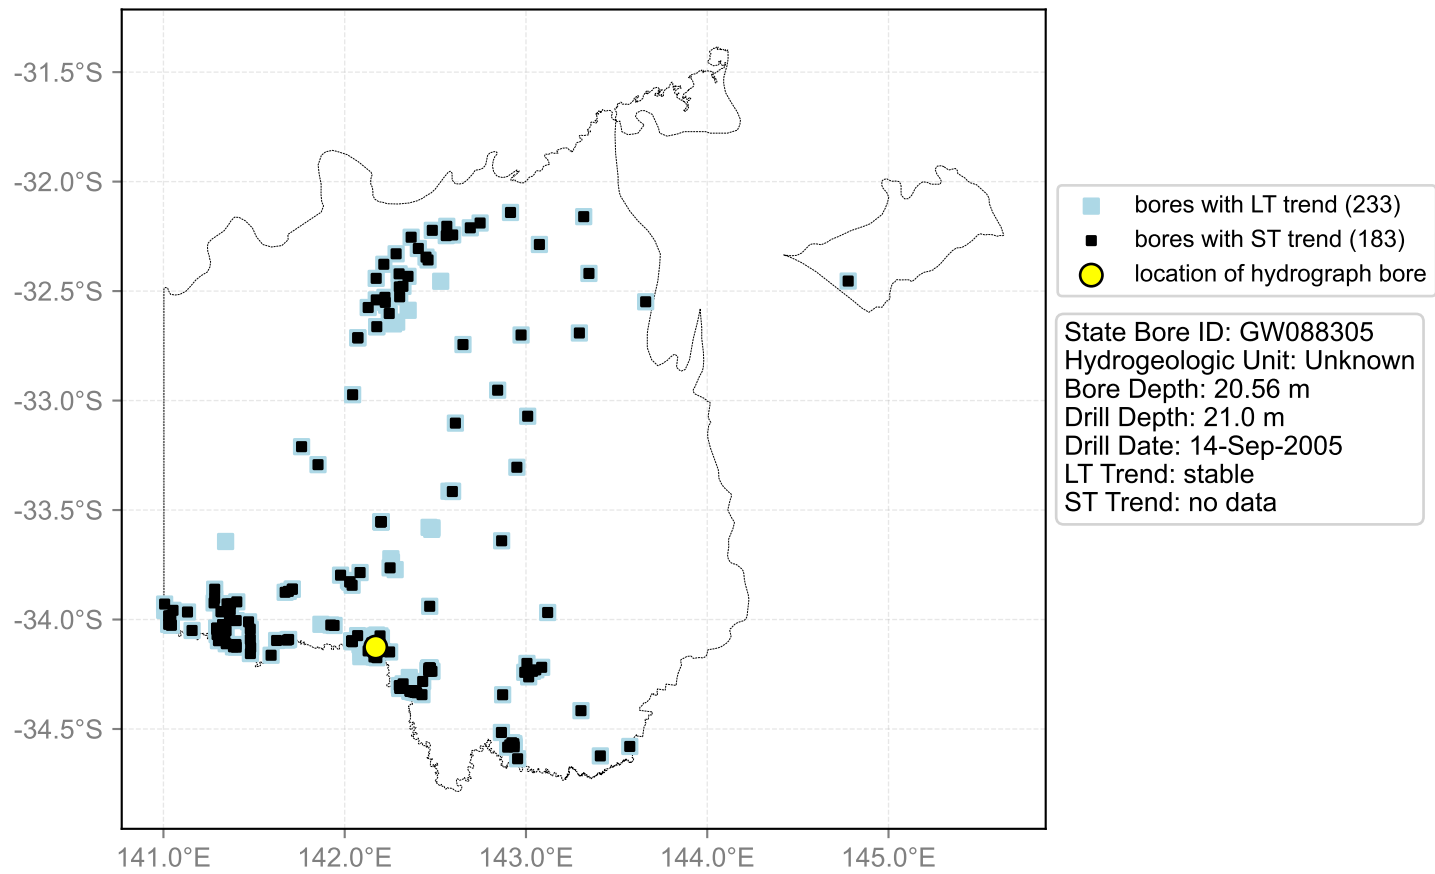 -31.5°S
-32.0°S
-32.5°S
-33.0°S
-33.5°S
-34.0°S
-34.5°S
141.0°E
142.0°E
143.0°E
144.0°E
145.0°E
bores with LT trend (233)
bores with ST trend (183)
location of hydrograph bore
State Bore ID: GW088305
Hydrogeologic Unit: Unknown
Bore Depth: 20.56 m
Drill Depth: 21.0 m
Drill Date: 14-Sep-2005
LT Trend: stable
ST Trend: no data